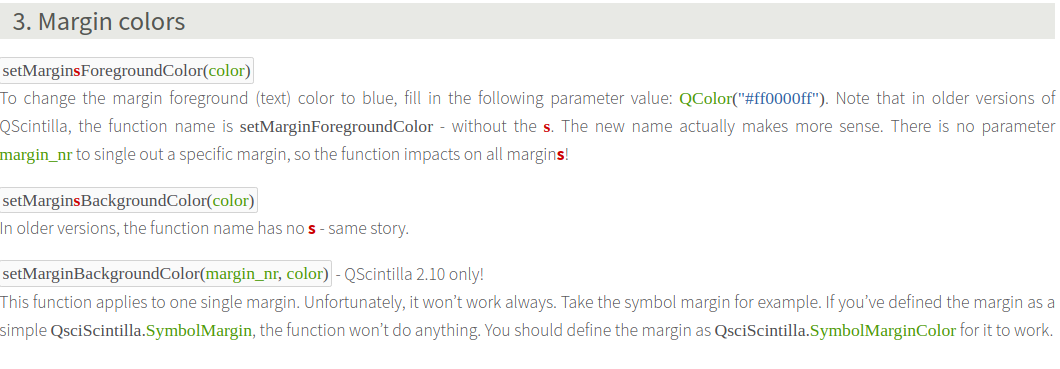 3. Margin colors
setMarginsForegroundColor(color)
To change the margin foreground (text) color to blue, fill in the following parameter value: QColor("#ff0000ff"). Note that in older versions of
QScintilla, the function name is setMarginForegroundColor - without the s. The new name actually makes more sense. There is no parameter
margin_nr to single out a specific margin, so the function impacts on all margins!
setMarginsBackgroundColor(color)
In older versions, the function name has no s - same story.
setMarginBackgroundColor(margin_nr, color) - QScintilla 2.10 only!
This function applies to one single margin. Unfortunately, it won’t work always. Take the symbol margin for example. If you’ve defined the margin as a
simple QsciScintilla.SymbolMargin, the function won’t do anything. You should define the margin as QsciScintilla.SymbolMarginColor for it to work.